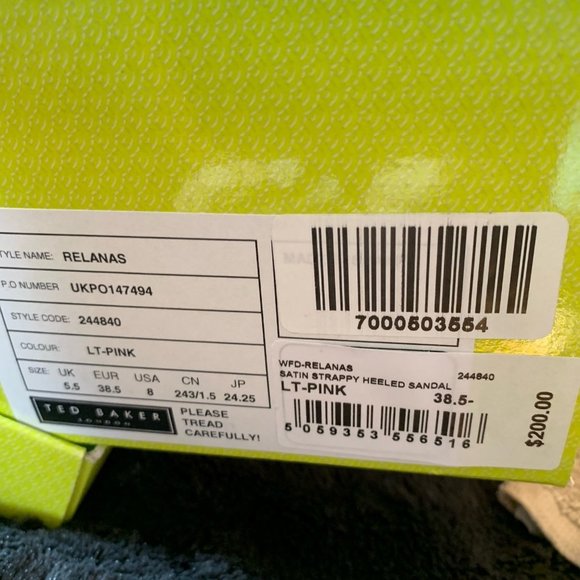 STYLE NAME: RELANAS
P.O NUMBER UKPO147494
STYLE CODE: 244840
COLOUR: LT-PINK
SIZE: UK EUR USA CN JP
5.5 38.5 8 243/1.5 24.25
TED BAKER
LONDON
PLEASE
TREAD
CAREFULLY!
7000503554
WFD-RELANAS
SATIN STRAPPY HEELED SANDAL 244840
LT-PINK 38.5-
5 059353 556516
$200.00